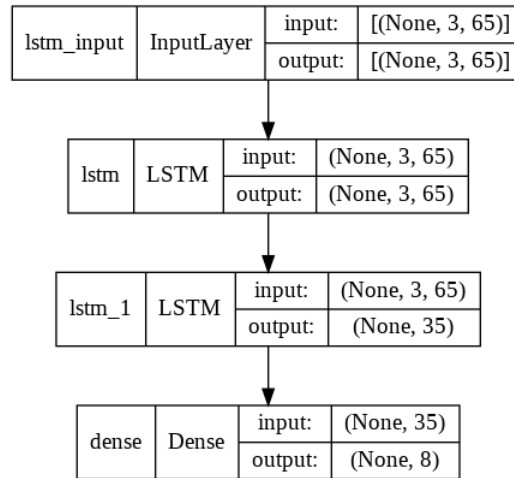 lstm_input InputLayer input: [(None, 3, 65)]
output: [(None, 3, 65)]
lstm LSTM input: (None, 3, 65)
output: (None, 3, 65)
lstm_1 LSTM input: (None, 3, 65)
output: (None, 35)
dense Dense input: (None, 35)
output: (None, 8)